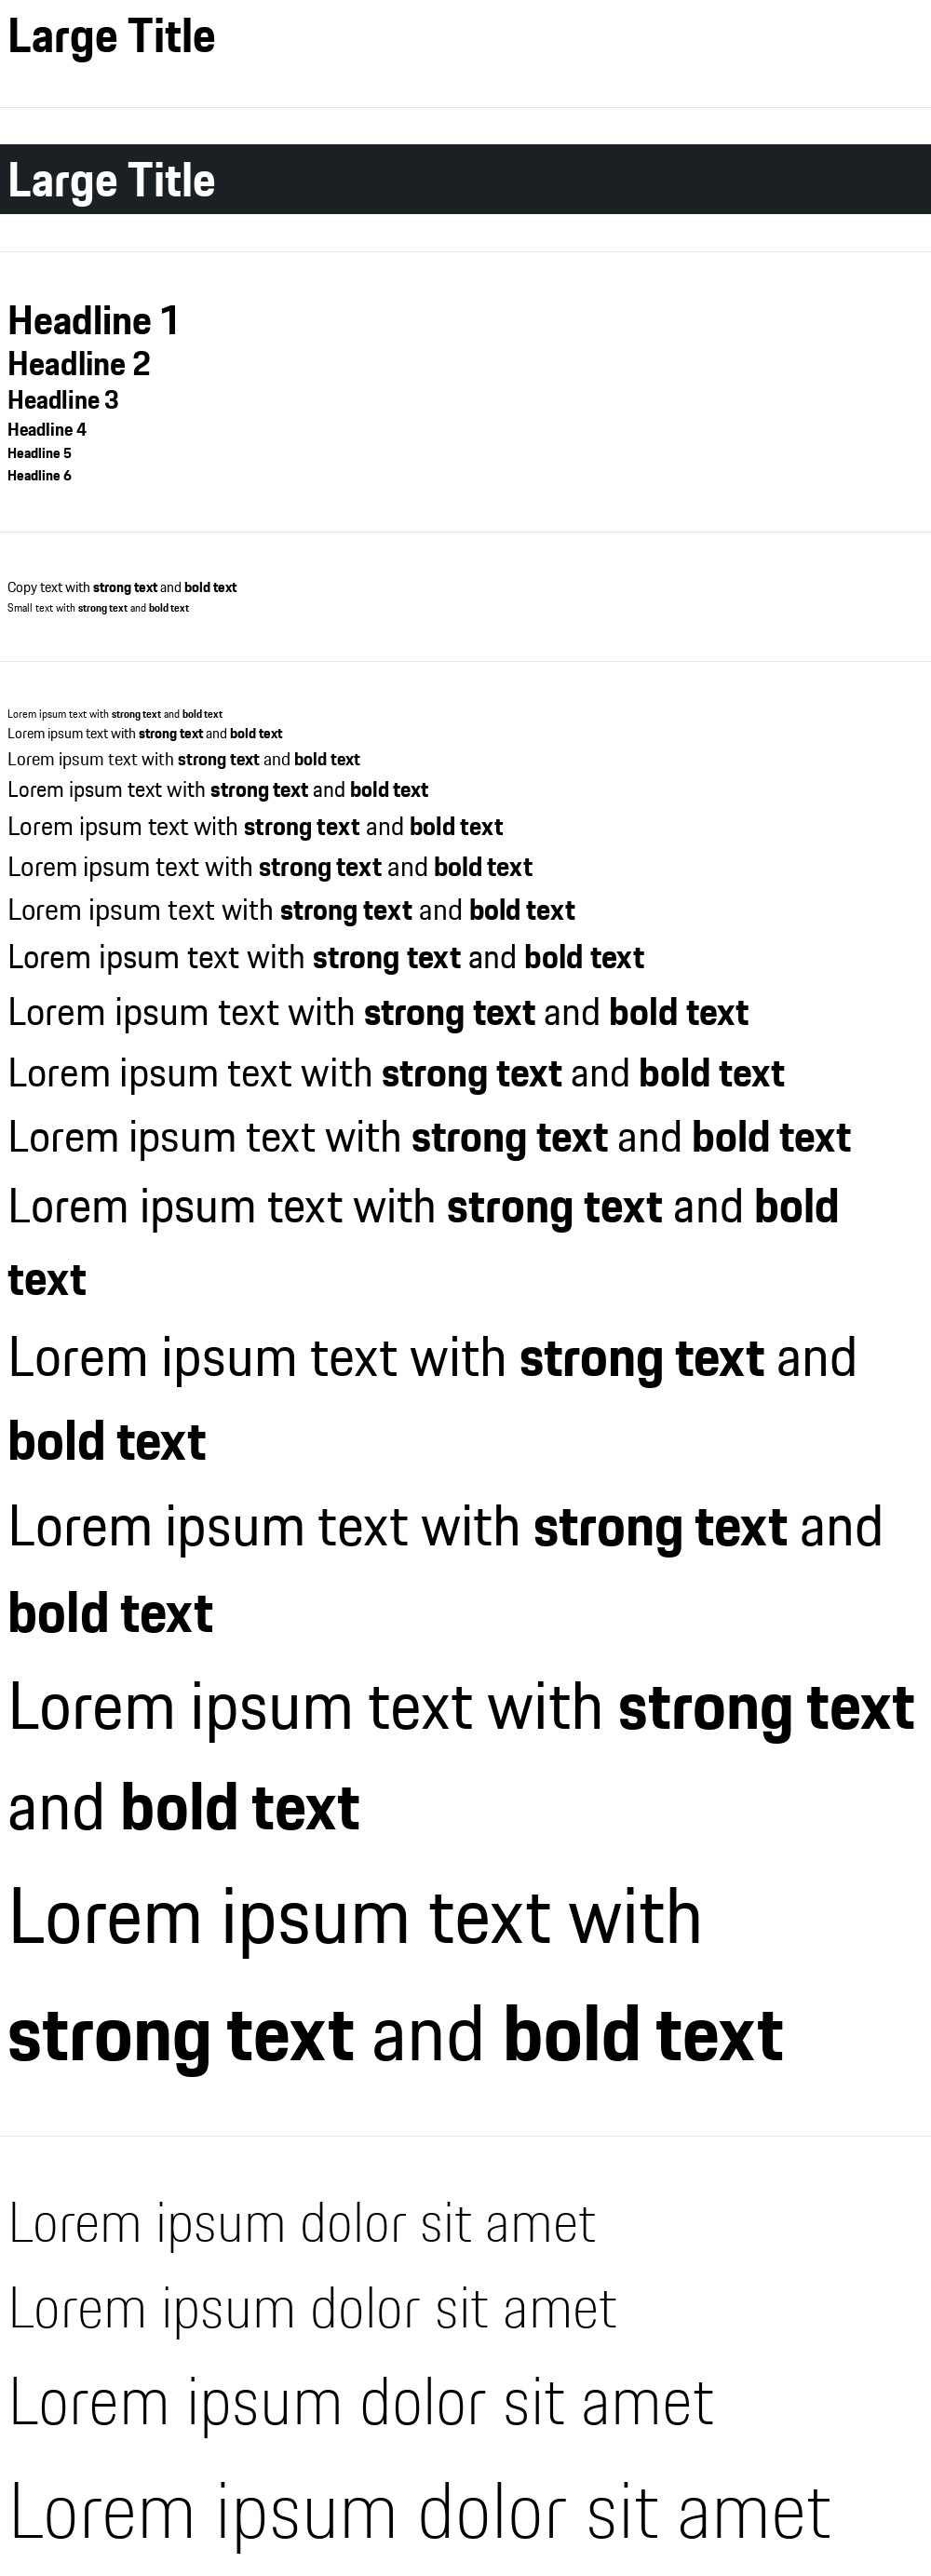 Large Title
Large Title
Headline 1
Headline 2
Headline 3
Headline 4
Headline 5
Headline 6
Copy text with strong text and bold text
Small text with strong text and bold text
Lorem ipsum text with strong text and bold text
Lorem ipsum text with strong text and bold text
Lorem ipsum text with strong text and bold text
Lorem ipsum text with strong text and bold text
Lorem ipsum text with strong text and bold text
Lorem ipsum text with strong text and bold text
Lorem ipsum text with strong text and bold text
Lorem ipsum text with strong text and bold text
Lorem ipsum text with strong text and bold text
Lorem ipsum text with strong text and bold text
Lorem ipsum text with strong text and bold text
Lorem ipsum text with strong text and bold
text
Lorem ipsum text with strong text and
bold text
Lorem ipsum text with strong text and
bold text
Lorem ipsum text with strong text
and bold text
Lorem ipsum text with
strong text and bold text
Lorem ipsum dolor sit amet
Lorem ipsum dolor sit amet
Lorem ipsum dolor sit amet
Lorem ipsum dolor sit amet